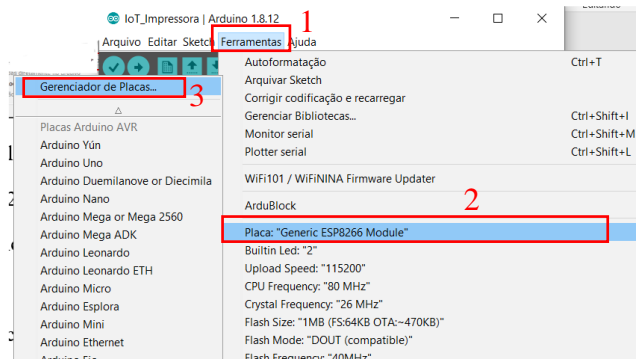 IoT_Impressora | Arduino 1.8.12
1
Arquivo Editar Sketch Ferramentas Ajuda
Gerenciador de Placas...
3
Placas Arduino AVR
Arduino Yún
Arduino Uno
Arduino Duemilanove or Diecimila
Arduino Nano
Arduino Mega or Mega 2560
Arduino Mega ADK
Arduino Leonardo
Arduino Leonardo ETH
Arduino Micro
Arduino Esplora
Arduino Mini
Arduino Ethernet
Arduino Fio
Autoformatação Ctrl+T
Arquivar Sketch
Corrigir codificação e recarregar
Gerenciar Bibliotecas... Ctrl+Shift+I
Monitor serial Ctrl+Shift+M
Plotter serial Ctrl+Shift+L
WiFi101 / WiFiNINA Firmware Updater
ArduBlock
2
Placa: "Generic ESP8266 Module"
Builtin Led: "2"
Upload Speed: "115200"
CPU Frequency: "80 MHz"
Crystal Frequency: "26 MHz"
Flash Size: "1MB (FS:64KB OTA:~470KB)"
Flash Mode: "DOUT (compatible)"
Flash Frequency: "40MHz"